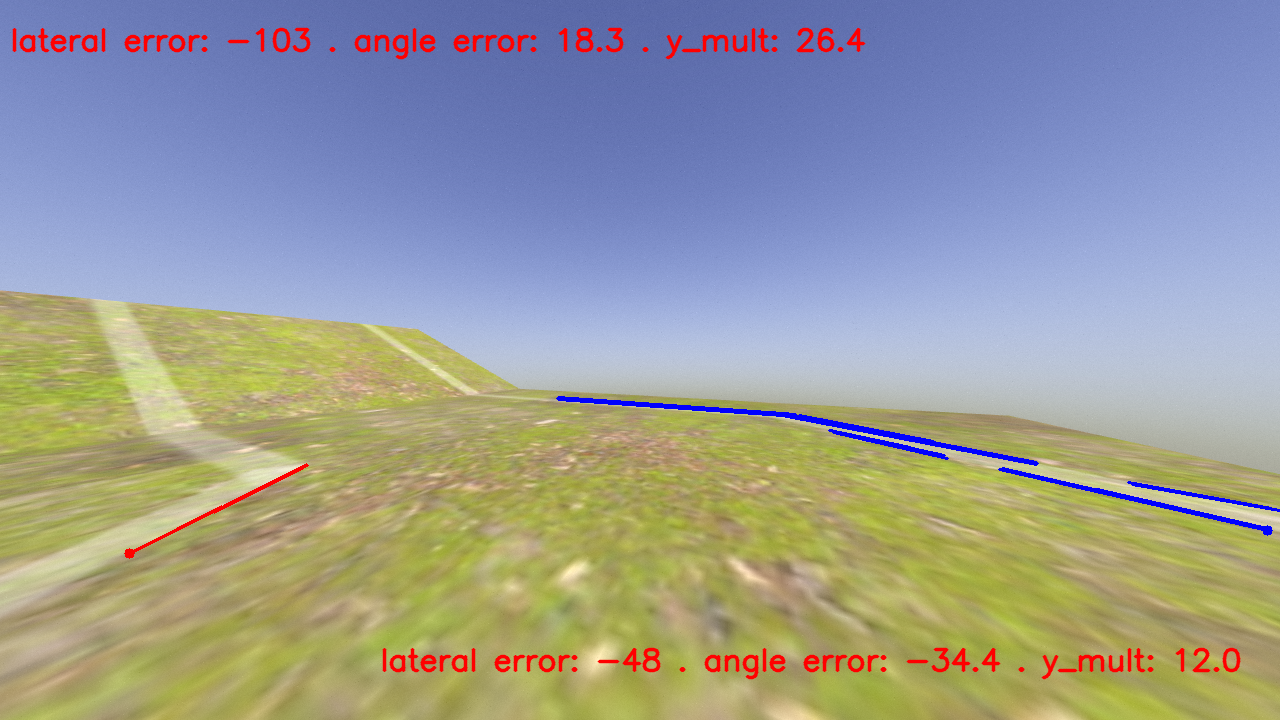 lateral error: -103 . angle error: 18.3 . y_mult: 26.4
lateral error: -48 . angle error: -34.4 . y_mult: 12.0